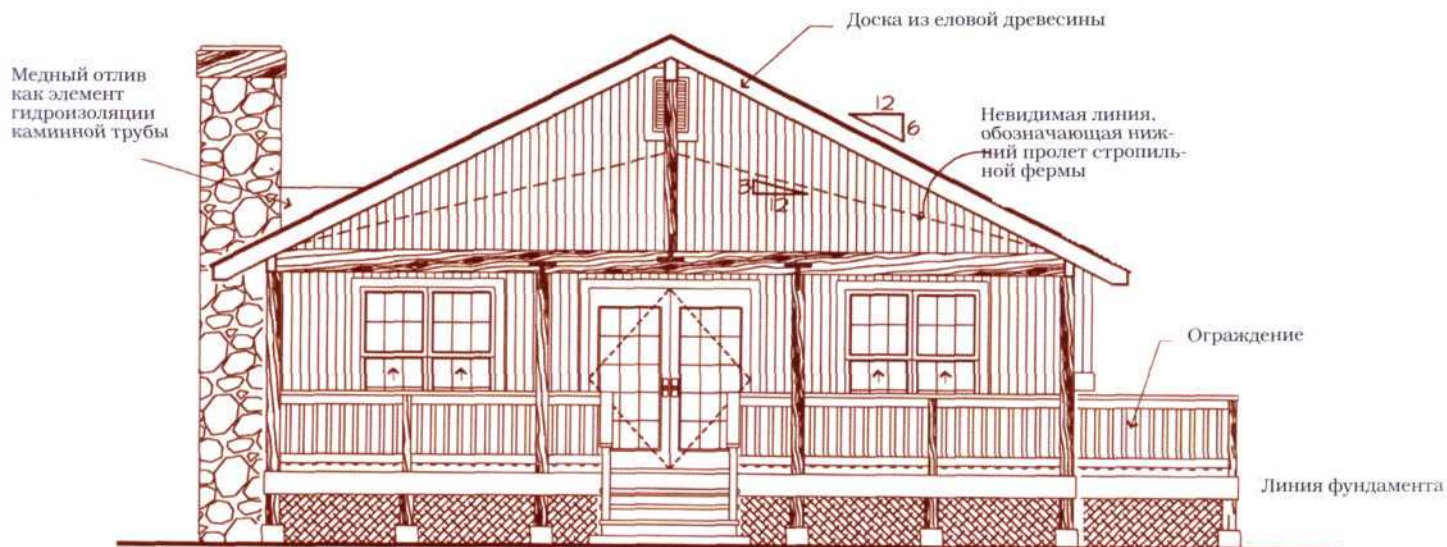 Доска из еловой древесины
Медный отлив
как элемент
гидроизоляции
каминной трубы
12
6
Невидимая линия,
обозначающая ниж-
ний пролет стропиль-
ной фермы
3
12
Ограждение
Линия фундамента